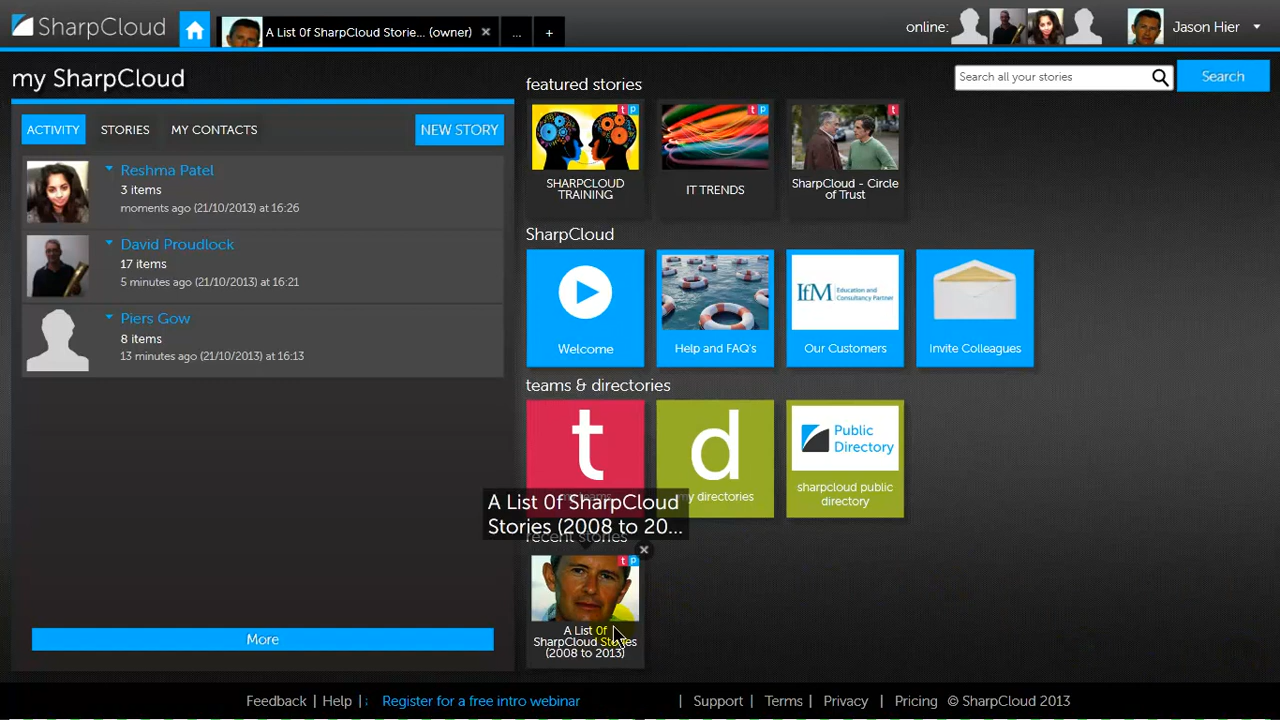 SharpCloud
A List 0f SharpCloud Storie... (owner)
...
+
online:
Jason Hier
my SharpCloud
Search all your stories
Search
ACTIVITY
STORIES
MY CONTACTS
NEW STORY
Reshma Patel
3 items
moments ago (21/10/2013) at 16:26
David Proudlock
17 items
5 minutes ago (21/10/2013) at 16:21
Piers Gow
8 items
13 minutes ago (21/10/2013) at 16:13
More
featured stories
t p
SHARPCLOUD
TRAINING
t p
IT TRENDS
t
SharpCloud - Circle
of Trust
SharpCloud
Welcome
Help and FAQ's
IfM Education and
Consultancy Partner
Our Customers
Invite Colleagues
teams & directories
t
my teams
d
my directories
Public
Directory
sharpcloud public
directory
A List 0f SharpCloud
Stories (2008 to 20...
recent stories
t p
A List 0f
SharpCloud Stories
(2008 to 2013)
Feedback | Help | : Register for a free intro webinar | Support | Terms | Privacy | Pricing © SharpCloud 2013